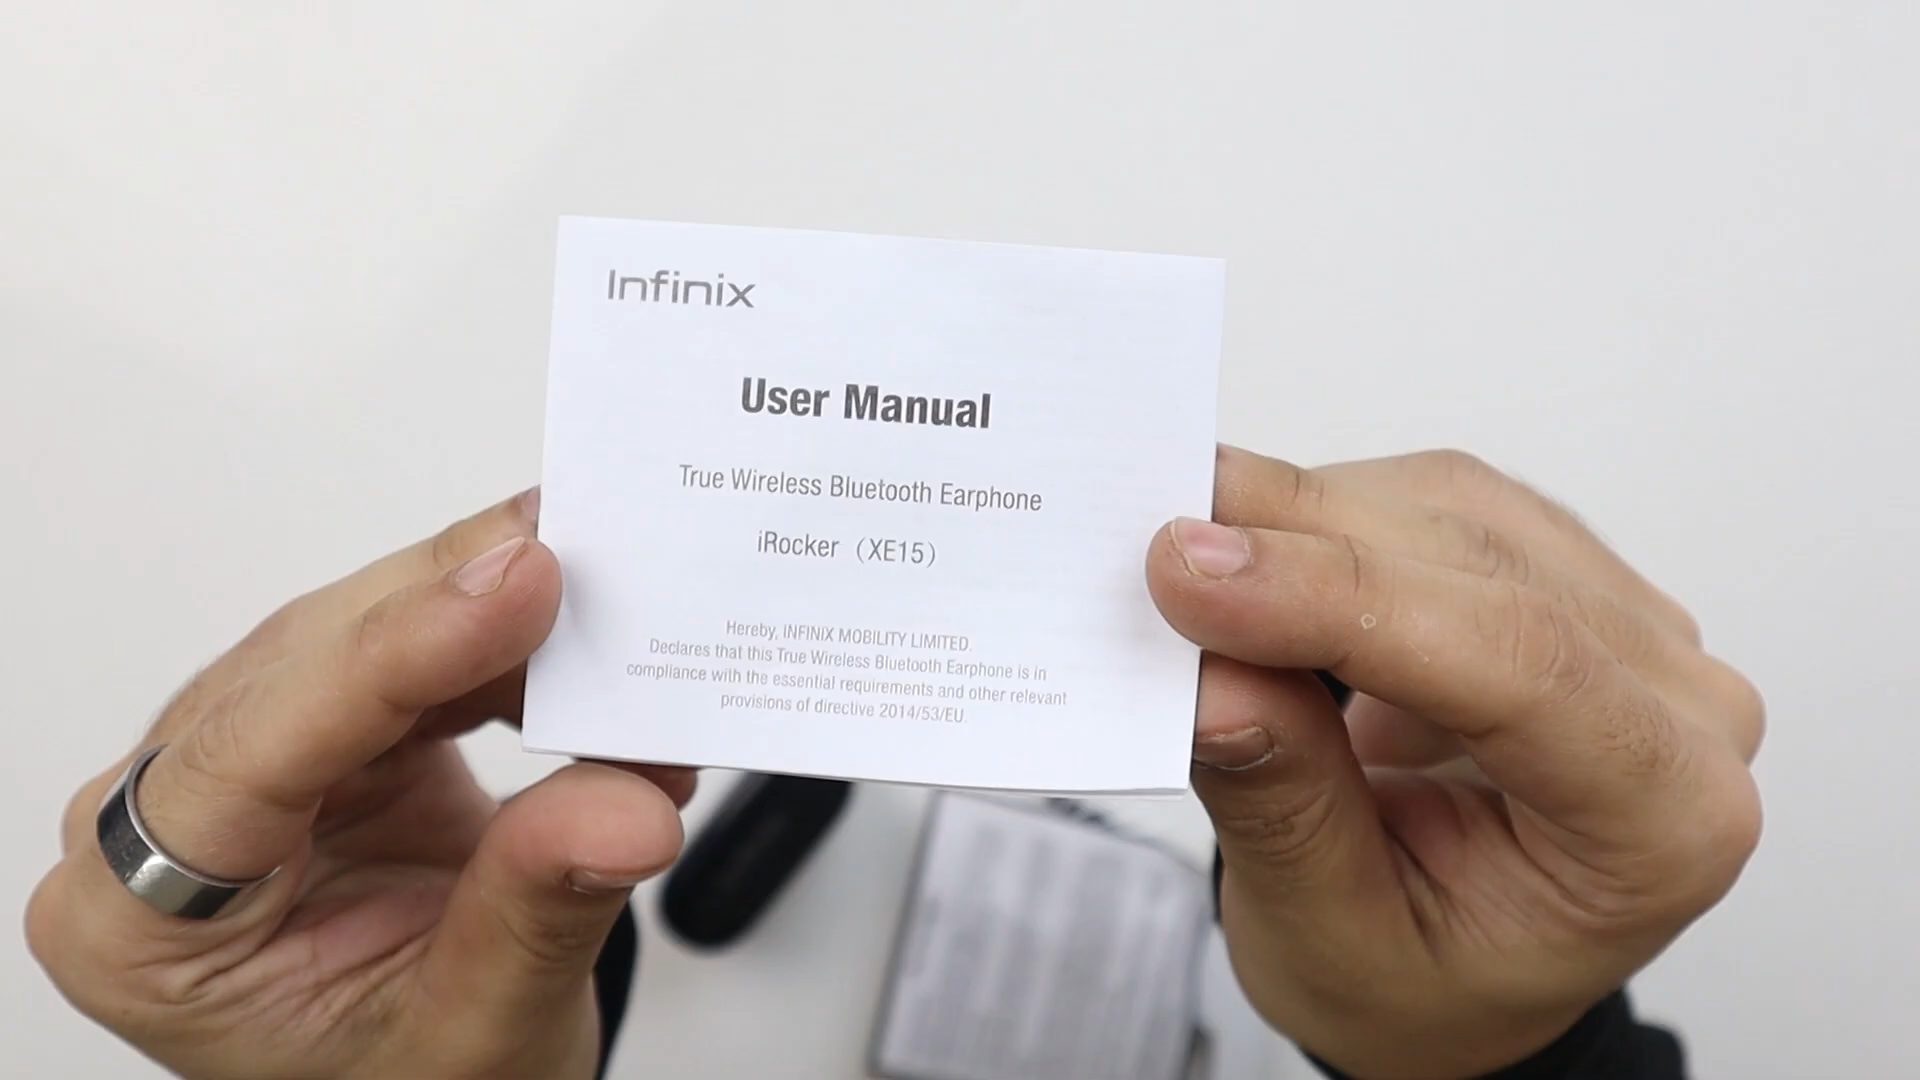 Infinix
User Manual
True Wireless Bluetooth Earphone
iRocker （XE15）
Hereby, INFINIX MOBILITY LIMITED.
Declares that this True Wireless Bluetooth Earphone is in
compliance with the essential requirements and other relevant
provisions of directive 2014/53/EU.